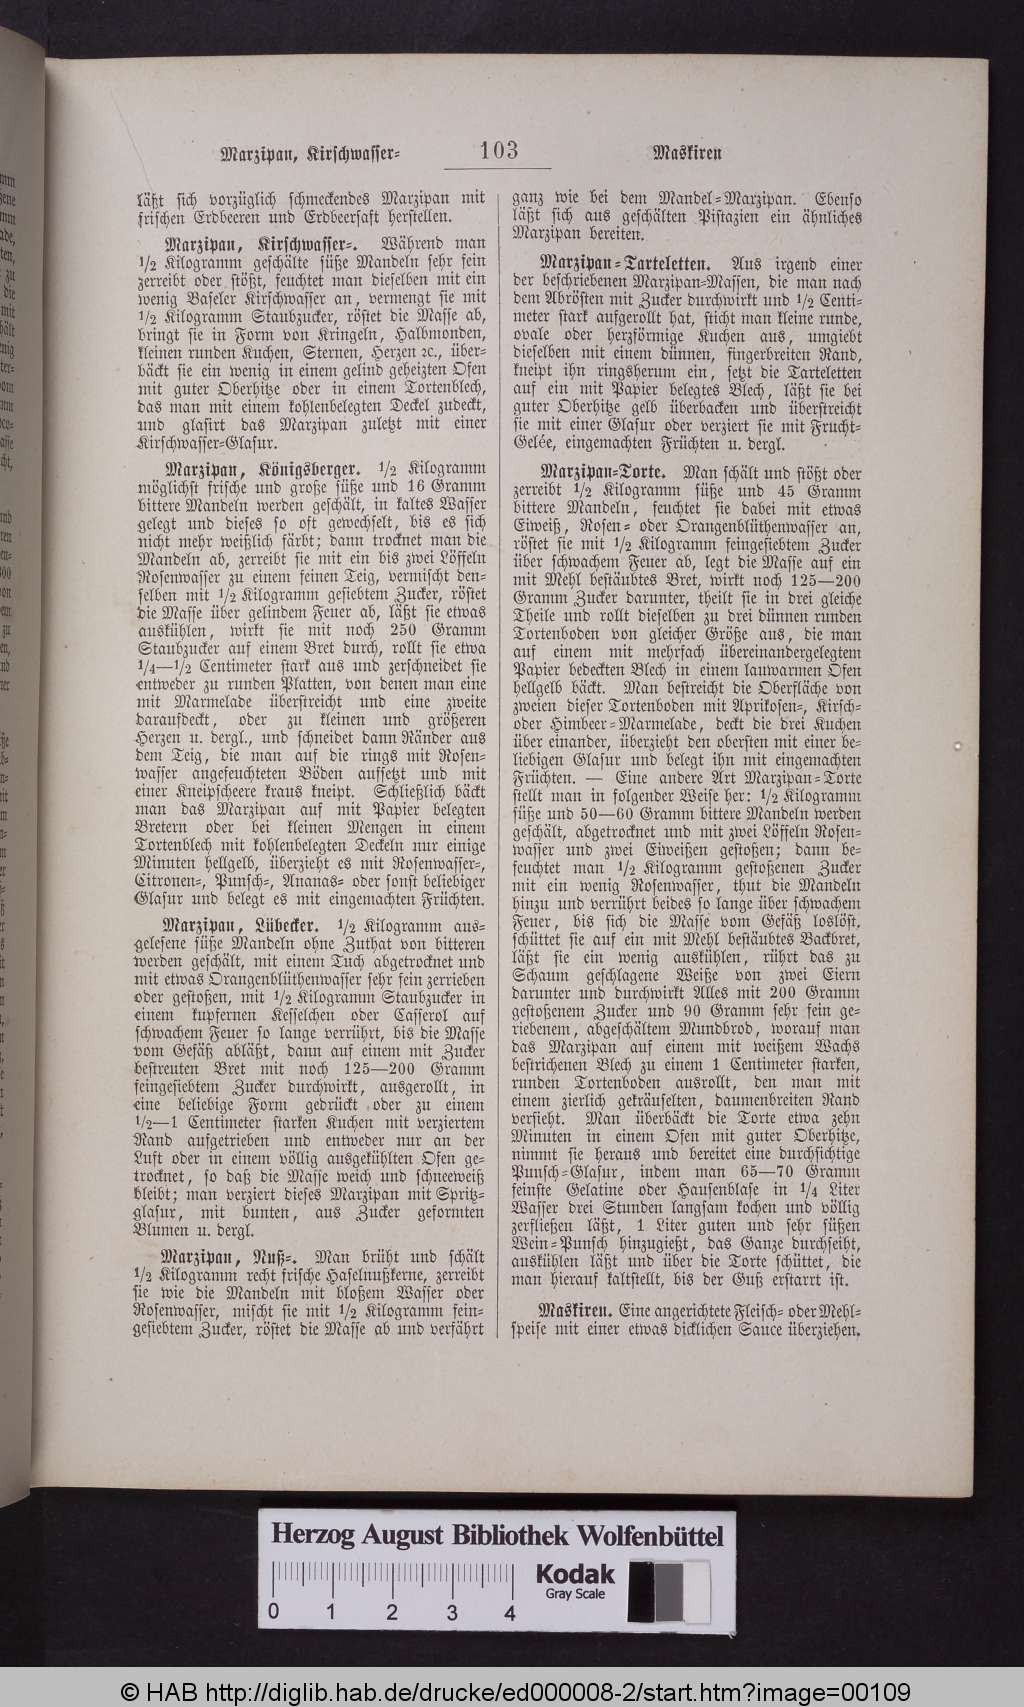 Marzipan, Kirschwasser= 103 Maskiren
läßt sich vorzüglich schmeckendes Marzipan mit
frischen Erdbeeren und Erdbeersaft herstellen.
Marzipan, Kirschwasser=. Während man
1/2 Kilogramm geschälte süße Mandeln sehr fein
zerreibt oder stößt, feuchtet man dieselben mit ein
wenig Baseler Kirschwasser an, vermengt sie mit
1/2 Kilogramm Staubzucker, röstet die Masse ab,
bringt sie in Form von Kringeln, Halbmonden,
kleinen runden Kuchen, Sternen, Herzen ꝛc., über=
bäckt sie ein wenig in einem gelind geheizten Ofen
mit guter Oberhitze oder in einem Tortenblech,
das man mit einem kohlenbelegten Deckel zudeckt,
und glasirt das Marzipan zuletzt mit einer
Kirschwasser=Glasur.
Marzipan, Königsberger. 1/2 Kilogramm
möglichst frische und große süße und 16 Gramm
bittere Mandeln werden geschält, in kaltes Wasser
gelegt und dieses so oft gewechselt, bis es sich
nicht mehr weißlich färbt; dann trocknet man die
Mandeln ab, zerreibt sie mit ein bis zwei Löffeln
Rosenwasser zu einem feinen Teig, vermischt den=
selben mit 1/2 Kilogramm gesiebtem Zucker, röstet
die Masse über gelindem Feuer ab, läßt sie etwas
auskühlen, wirkt sie mit noch 250 Gramm
Staubzucker auf einem Bret durch, rollt sie etwa
1/4—1/2 Centimeter stark aus und zerschneidet sie
entweder zu runden Platten, von denen man eine
mit Marmelade überstreicht und eine zweite
daraufdeckt, oder zu kleinen und größeren
Herzen u. dergl., und schneidet dann Ränder aus
dem Teig, die man auf die rings mit Rosen=
wasser angefeuchteten Böden aufsetzt und mit
einer Kneipscheere kraus kneipt. Schließlich bäckt
man das Marzipan auf mit Papier belegten
Bretern oder bei kleinen Mengen in einem
Tortenblech mit kohlenbelegten Deckeln nur einige
Minuten hellgelb, überzieht es mit Rosenwasser=,
Citronen=, Punsch=, Ananas= oder sonst beliebiger
Glasur und belegt es mit eingemachten Früchten.
Marzipan, Lübecker. 1/2 Kilogramm aus=
gelesene süße Mandeln ohne Zuthat von bitteren
werden geschält, mit einem Tuch abgetrocknet und
mit etwas Orangenblüthenwasser sehr fein zerrieben
oder gestoßen, mit 1/2 Kilogramm Staubzucker in
einem kupfernen Kesselchen oder Casserol auf
schwachem Feuer so lange verrührt, bis die Masse
vom Gefäß abläßt, dann auf einem mit Zucker
bestreuten Bret mit noch 125—200 Gramm
feingesiebtem Zucker durchwirkt, ausgerollt, in
eine beliebige Form gedrückt oder zu einem
1/2—1 Centimeter starken Kuchen mit verziertem
Rand aufgetrieben und entweder nur an der
Luft oder in einem völlig ausgekühlten Ofen ge=
trocknet, so daß die Masse weich und schneeweiß
bleibt; man verziert dieses Marzipan mit Spritz=
glasur, mit bunten, aus Zucker geformten
Blumen u. dergl.
Marzipan, Nuß=. Man brüht und schält
1/2 Kilogramm recht frische Haselnußkerne, zerreibt
sie wie die Mandeln mit bloßem Wasser oder
Rosenwasser, mischt sie mit 1/2 Kilogramm fein=
gesiebtem Zucker, röstet die Masse ab und verfährt
ganz wie bei dem Mandel=Marzipan. Ebenso
läßt sich aus geschälten Pistazien ein ähnliches
Marzipan bereiten.
Marzipan=Tarteletten. Aus irgend einer
der beschriebenen Marzipan=Massen, die man nach
dem Abrösten mit Zucker durchwirkt und 1/2 Centi=
meter stark aufgerollt hat, sticht man kleine runde,
ovale oder herzförmige Kuchen aus, umgiebt
dieselben mit einem dünnen, fingerbreiten Rand,
kneipt ihn ringsherum ein, setzt die Tarteletten
auf ein mit Papier belegtes Blech, läßt sie bei
guter Oberhitze gelb überbacken und überstreicht
sie mit einer Glasur oder verziert sie mit Frucht=
Gelée, eingemachten Früchten u. dergl.
Marzipan=Torte. Man schält und stößt oder
zerreibt 1/2 Kilogramm süße und 45 Gramm
bittere Mandeln, feuchtet sie dabei mit etwas
Eiweiß, Rosen= oder Orangenblüthenwasser an,
röstet sie mit 1/2 Kilogramm feingesiebtem Zucker
über schwachem Feuer ab, legt die Masse auf ein
mit Mehl bestäubtes Bret, wirkt noch 125—200
Gramm Zucker darunter, theilt sie in drei gleiche
Theile und rollt dieselben zu drei dünnen runden
Tortenboden von gleicher Größe aus, die man
auf einem mit mehrfach übereinandergelegtem
Papier bedeckten Blech in einem lauwarmen Ofen
hellgelb bäckt. Man bestreicht die Oberfläche von
zweien dieser Tortenboden mit Aprikosen=, Kirsch=
oder Himbeer=Marmelade, deckt die drei Kuchen
über einander, überzieht den obersten mit einer be=
liebigen Glasur und belegt ihn mit eingemachten
Früchten. — Eine andere Art Marzipan=Torte
stellt man in folgender Weise her: 1/2 Kilogramm
süße und 50—60 Gramm bittere Mandeln werden
geschält, abgetrocknet und mit zwei Löffeln Rosen=
wasser und zwei Eiweißen gestoßen; dann be=
feuchtet man 1/2 Kilogramm gestoßenen Zucker
mit ein wenig Rosenwasser, thut die Mandeln
hinzu und verrührt beides so lange über schwachem
Feuer, bis sich die Masse vom Gefäß loslöst,
schüttet sie auf ein mit Mehl bestäubtes Backbret,
läßt sie ein wenig auskühlen, rührt das zu
Schaum geschlagene Weiße von zwei Eiern
darunter und durchwirkt Alles mit 200 Gramm
gestoßenem Zucker und 90 Gramm sehr fein ge=
riebenem, abgeschältem Mundbrod, worauf man
das Marzipan auf einem mit weißem Wachs
bestrichenen Blech zu einem 1 Centimeter starken,
runden Tortenboden ausrollt, den man mit
einem zierlich gekräuselten, daumenbreiten Rand
versieht. Man überbäckt die Torte etwa zehn
Minuten in einem Ofen mit guter Oberhitze,
nimmt sie heraus und bereitet eine durchsichtige
Punsch=Glasur, indem man 65—70 Gramm
feinste Gelatine oder Hausenblase in 1/4 Liter
Wasser drei Stunden langsam kochen und völlig
zerfließen läßt, 1 Liter guten und sehr süßen
Wein=Punsch hinzugießt, das Ganze durchseiht,
auskühlen läßt und über die Torte schüttet, die
man hierauf kaltstellt, bis der Guß erstarrt ist.
Maskiren. Eine angerichtete Fleisch= oder Mehl=
speise mit einer etwas dicklichen Sauce überziehen.
Herzog August Bibliothek Wolfenbüttel
Kodak
Gray Scale
0 1 2 3 4
© HAB http://diglib.hab.de/drucke/ed000008-2/start.htm?image=00109